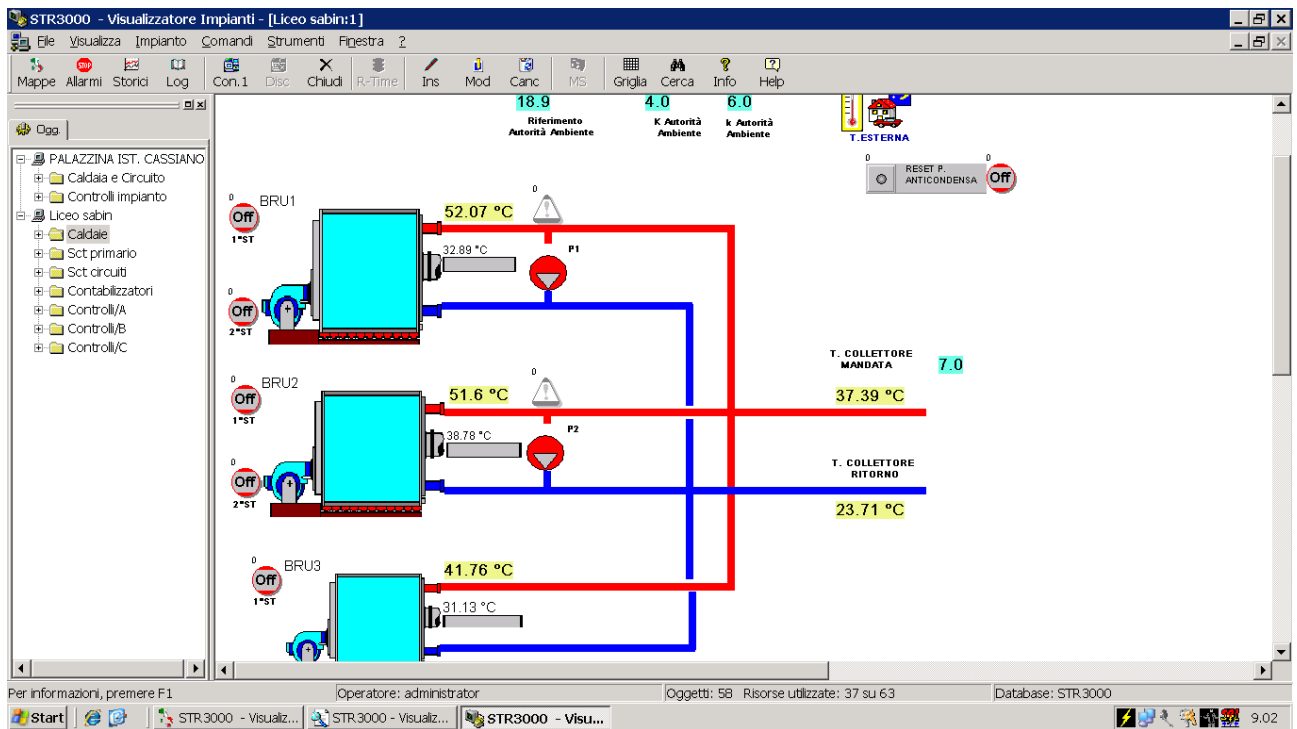 STR3000 - Visualizzatore Impianti - [Liceo sabin:1]
File Visualizza Impianto Comandi Strumenti Finestra ?
Mappe Allarmi Storici Log Con.1 Disc Chiudi R-Time Ins Mod Canc MS Griglia Cerca Info Help
Ogg.
PALAZZINA IST. CASSIANO
Caldaia e Circuito
Controlli impianto
Liceo sabin
Caldaie
Sct primario
Sct circuiti
Contabilizzatori
Controlli/A
Controlli/B
Controlli/C
18.9 4.0 6.0
Riferimento
Autorità Ambiente
K Autorità
Ambiente
k Autorità
Ambiente
T.ESTERNA
0 0
RESET P.
ANTICONDENSA
Off
0
BRU1
Off
1°ST
52.07 °C
0
32.89 °C
P1
0
Off
2°ST
T. COLLETTORE
MANDATA
7.0
37.39 °C
0
BRU2
Off
1°ST
51.6 °C
0
38.78 °C
P2
0
Off
2°ST
T. COLLETTORE
RITORNO
23.71 °C
0
BRU3
Off
1°ST
41.76 °C
31.13 °C
Per informazioni, premere F1 Operatore: administrator Oggetti: 58 Risorse utilizzate: 37 su 63 Database: STR3000
Start STR3000 - Visualiz... STR3000 - Visualiz... STR3000 - Visu... 9.02